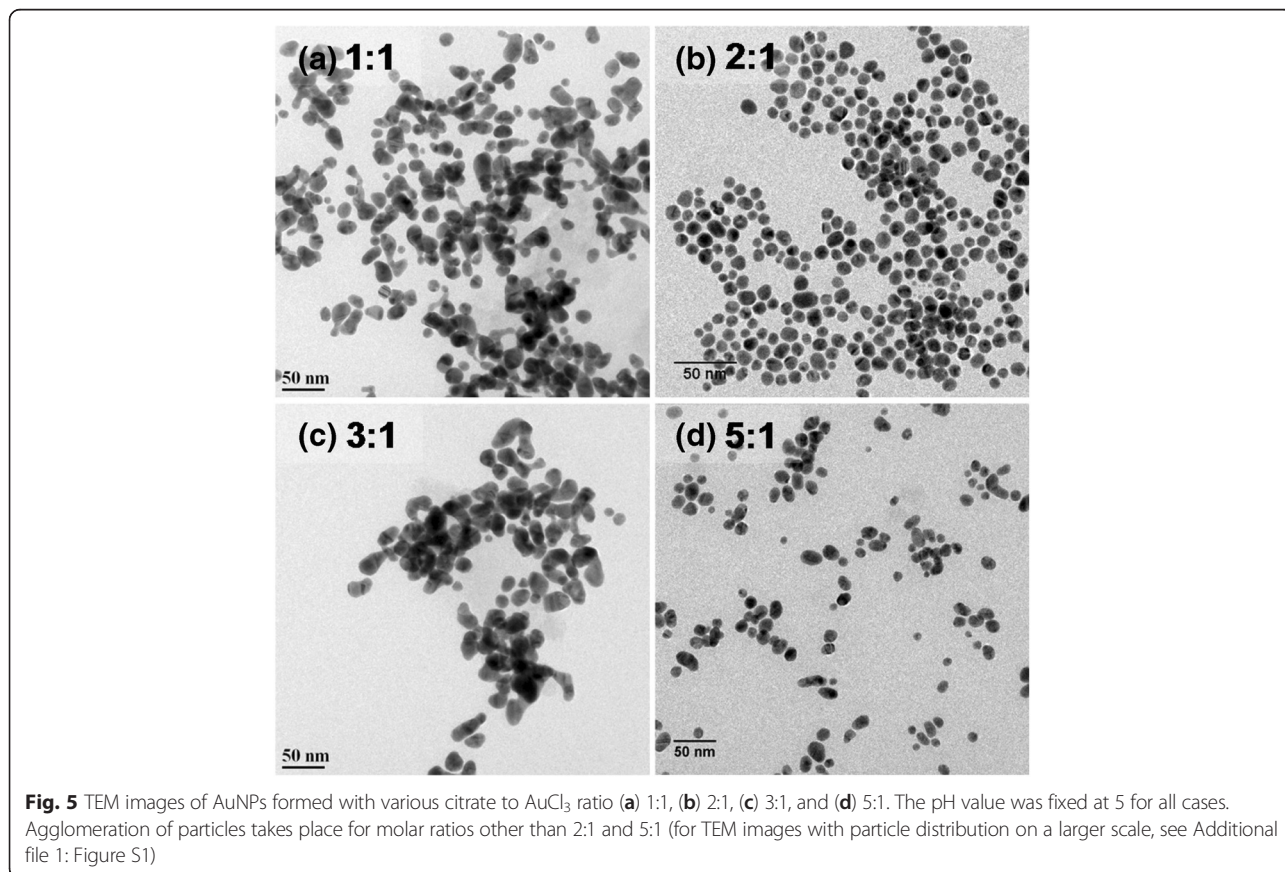 (a) 1:1
(b) 2:1
50 nm
50 nm
(c) 3:1
(d) 5:1
50 nm
50 nm
Fig. 5 TEM images of AuNPs formed with various citrate to AuCl₃ ratio (a) 1:1, (b) 2:1, (c) 3:1, and (d) 5:1. The pH value was fixed at 5 for all cases.
Agglomeration of particles takes place for molar ratios other than 2:1 and 5:1 (for TEM images with particle distribution on a larger scale, see Additional
file 1: Figure S1)